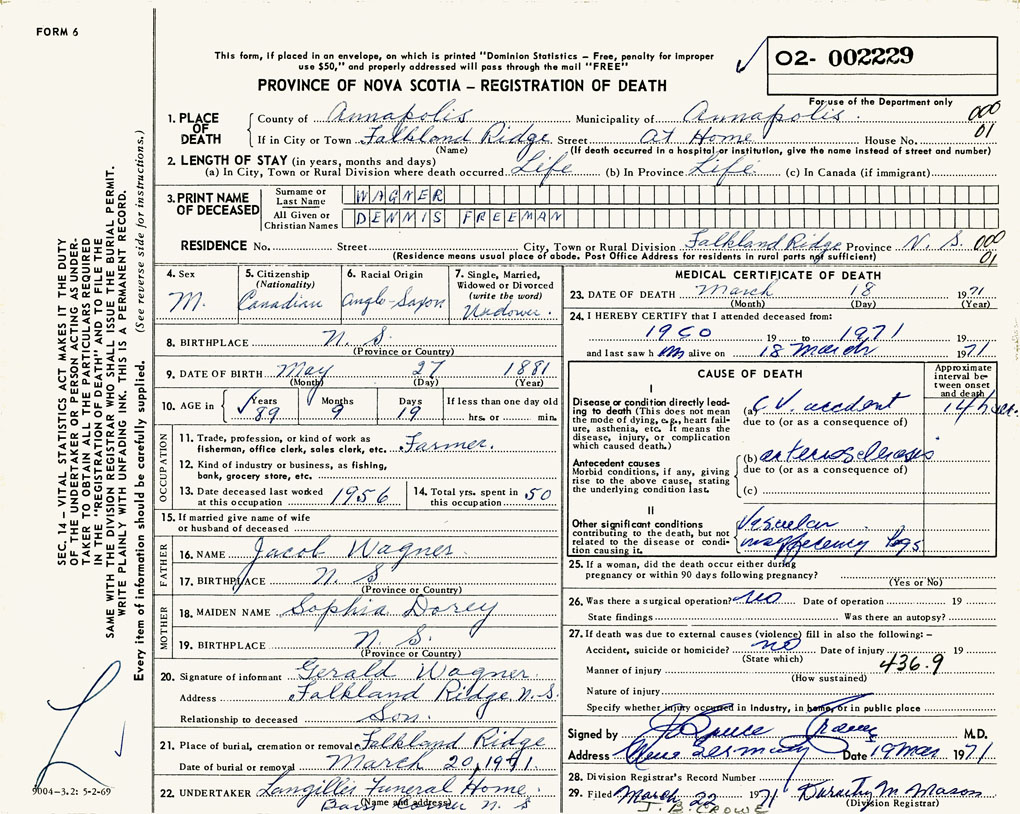 FORM 6
This form, if placed in an envelope, on which is printed "Dominion Statistics – Free, penalty for improper
use $50," and properly addressed will pass through the mail "FREE"
O2- 002229
PROVINCE OF NOVA SCOTIA – REGISTRATION OF DEATH
For use of the Department only
1. PLACE OF DEATH
County of Annapolis Municipality of Annapolis. 000
If in City or Town Falkland Ridge Street At Home House No. 01
(Name) (If death occurred in a hospital or institution, give the name instead of street and number)
2. LENGTH OF STAY (in years, months and days)
(a) In City, Town or Rural Division where death occurred Life (b) In Province Life (c) In Canada (if immigrant)
3. PRINT NAME OF DECEASED
Surname or Last Name WAGNER
All Given or Christian Names DENNIS FREEMAN
RESIDENCE No. Street City, Town or Rural Division Falkland Ridge Province N. S. 000
(Residence means usual place of abode. Post Office Address for residents in rural parts not sufficient) 01
4. Sex
M.
5. Citizenship
(Nationality)
Canadian
6. Racial Origin
Anglo-Saxon
7. Single, Married,
Widowed or Divorced
(write the word)
Widower.
8. BIRTHPLACE N. S.
(Province or Country)
9. DATE OF BIRTH May 27 1881
(Month) (Day) (Year)
10. AGE in Years Months Days If less than one day old
89 9 19 hrs. or min.
OCCUPATION
11. Trade, profession, or kind of work as
fisherman, office clerk, sales clerk, etc. Farmer.
12. Kind of industry or business, as fishing,
bank, grocery store, etc.
13. Date deceased last worked
at this occupation 1956
14. Total yrs. spent in
this occupation 50
15. If married give name of wife
or husband of deceased
FATHER
16. NAME Jacob Wagner
17. BIRTHPLACE N. S
(Province or Country)
MOTHER
18. MAIDEN NAME Sophia Dorey
19. BIRTHPLACE N. S.
(Province or Country)
20. Signature of informant Gerald Wagner.
Address Falkland Ridge, N. S.
Relationship to deceased Son.
21. Place of burial, cremation or removal Falkland Ridge
Date of burial or removal March 20, 1971
22. UNDERTAKER Langilles Funeral Home.
(Name and address)
N. S
MEDICAL CERTIFICATE OF DEATH
23. DATE OF DEATH March 18 1971
(Month) (Day) (Year)
24. I HEREBY CERTIFY that I attended deceased from:
1960 19 to 1971 19
and last saw h im alive on 18 March 1971
CAUSE OF DEATH
Approximate
interval be-
tween onset
and death
I
Disease or condition directly lead-
ing to death (This does not mean
the mode of dying, e.g., heart fail-
ure, asthenia, etc. It means the
disease, injury, or complication
which caused death.)
(a) C.V. accident
due to (or as a consequence of)
Antecedent causes
Morbid conditions, if any, giving
rise to the above cause, stating
the underlying condition last.
(b) arteriosclerosis
due to (or as a consequence of)
(c)
II
Other significant conditions
contributing to the death, but not
related to the disease or condi-
tion causing it.
Vascular
insufficiency legs
25. If a woman, did the death occur either during
pregnancy or within 90 days following pregnancy?
(Yes or No)
26. Was there a surgical operation? no Date of operation 19
State findings Was there an autopsy?
27. If death was due to external causes (violence) fill in also the following: –
Accident, suicide or homicide? no Date of injury 19
(State which)
Manner of injury 436.9
(How sustained)
Nature of injury
Specify whether injury occured in industry, in home, or in public place
Signed by M.D.
Address Date 19 Mar 1971
28. Division Registrar's Record Number
29. Filed March 22 1971 Dorothy M Mason
(Division Registrar)
J. B. CROWE
SEC. 14 – VITAL STATISTICS ACT MAKES IT THE DUTY
OF THE UNDERTAKER OR PERSON ACTING AS UNDER-
TAKER TO OBTAIN ALL THE PARTICULARS REQUIRED
IN THE "REGISTRATION OF DEATH" AND TO FILE THE
SAME WITH THE DIVISION REGISTRAR WHO SHALL ISSUE THE BURIAL PERMIT.
WRITE PLAINLY WITH UNFADING INK. THIS IS A PERMANENT RECORD.
Every item of information should be carefully supplied. (See reverse side for instructions.)
9004-3.2: 5-2-69